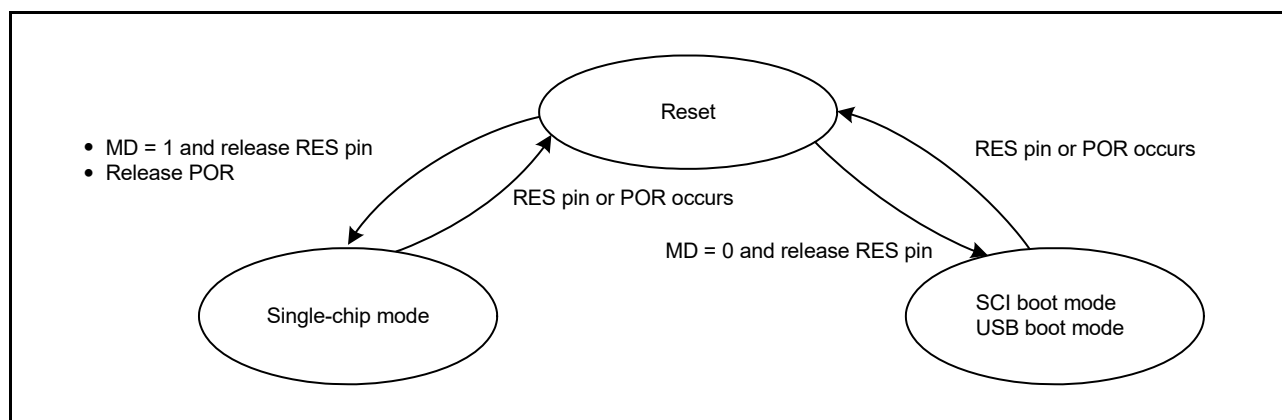 Reset
• MD = 1 and release RES pin
• Release POR
RES pin or POR occurs
RES pin or POR occurs
MD = 0 and release RES pin
Single-chip mode
SCI boot mode
USB boot mode